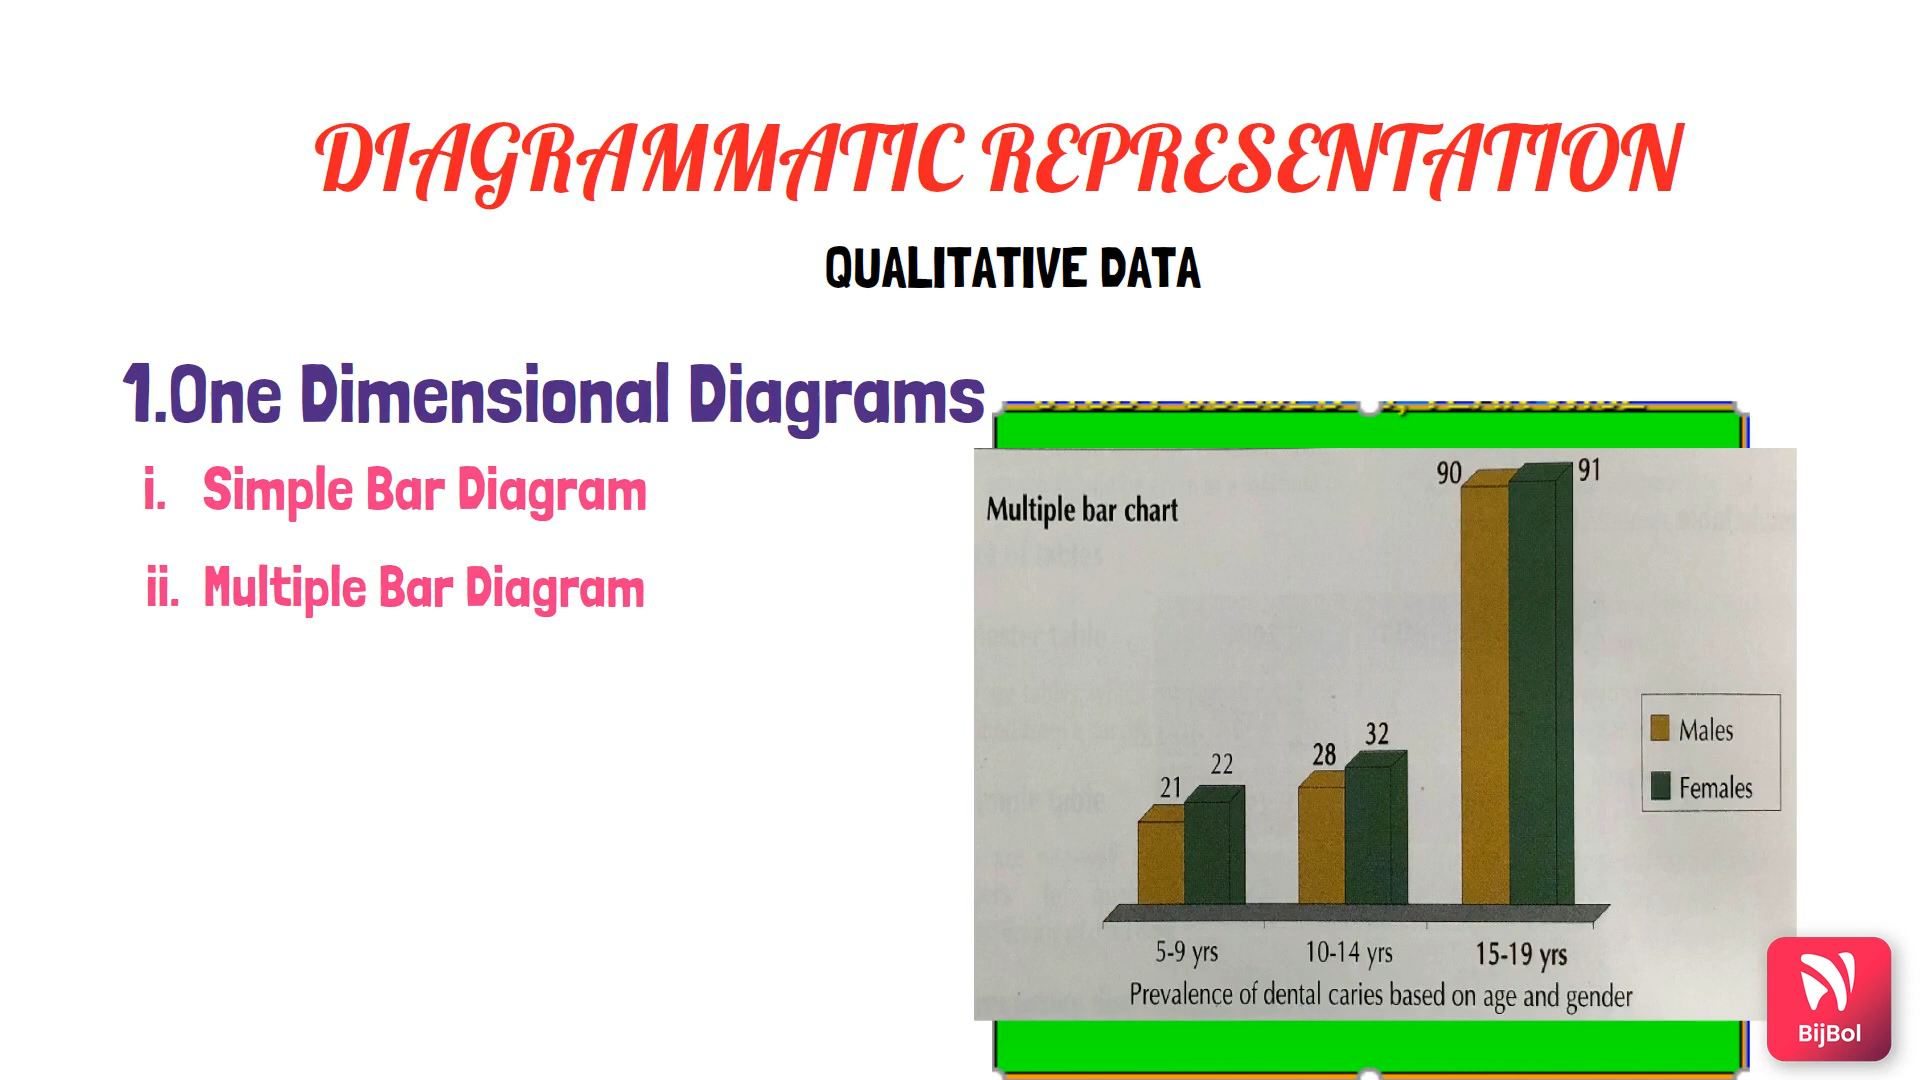 DIAGRAMMATIC REPRESENTATION
QUALITATIVE DATA
1.One Dimensional Diagrams
i. Simple Bar Diagram
ii. Multiple Bar Diagram
Multiple bar chart
90
91
28
32
21
22
Males
Females
5-9 yrs
10-14 yrs
15-19 yrs
Prevalence of dental caries based on age and gender
BijBol